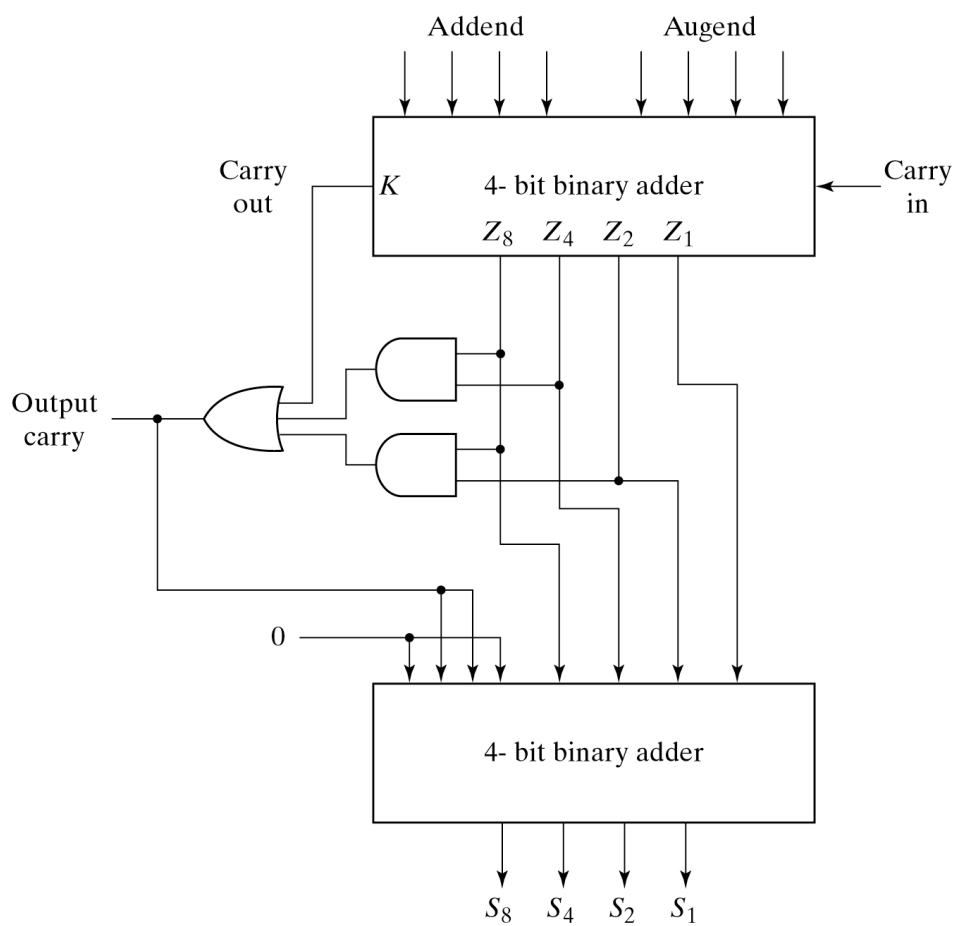 Addend
Augend
Carry
out
K
4- bit binary adder
Carry
in
Z8 Z4 Z2 Z1
Output
carry
0
4- bit binary adder
S8 S4 S2 S1